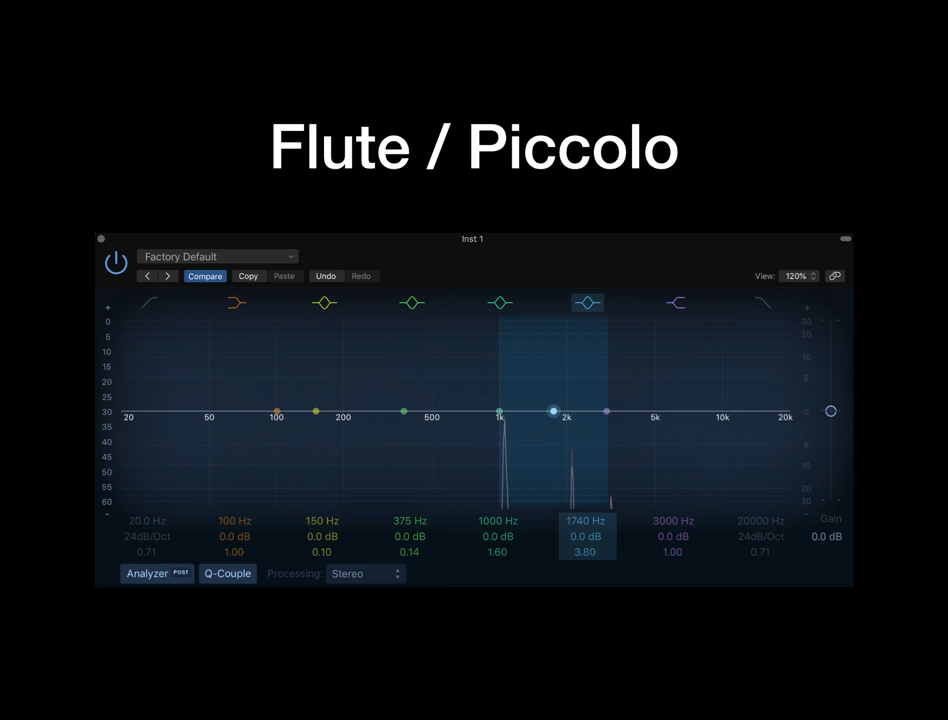 Flute / Piccolo
Inst 1
Factory Default
Compare Copy Paste Undo Redo View: 120%
+ +
0 30
20
5
10 10
15
5
20
25
30 0
20 50 100 200 500 1k 2k 5k 10k 20k
35
40
45 5
50 10
55
20
60 30
- -
20.0 Hz 100 Hz 150 Hz 375 Hz 1000 Hz 1740 Hz 3000 Hz 20000 Hz Gain
24dB/Oct 0.0 dB 0.0 dB 0.0 dB 0.0 dB 0.0 dB 0.0 dB 24dB/Oct 0.0 dB
0.71 1.00 0.10 0.14 1.60 3.80 1.00 0.71
Analyzer POST Q-Couple Processing: Stereo